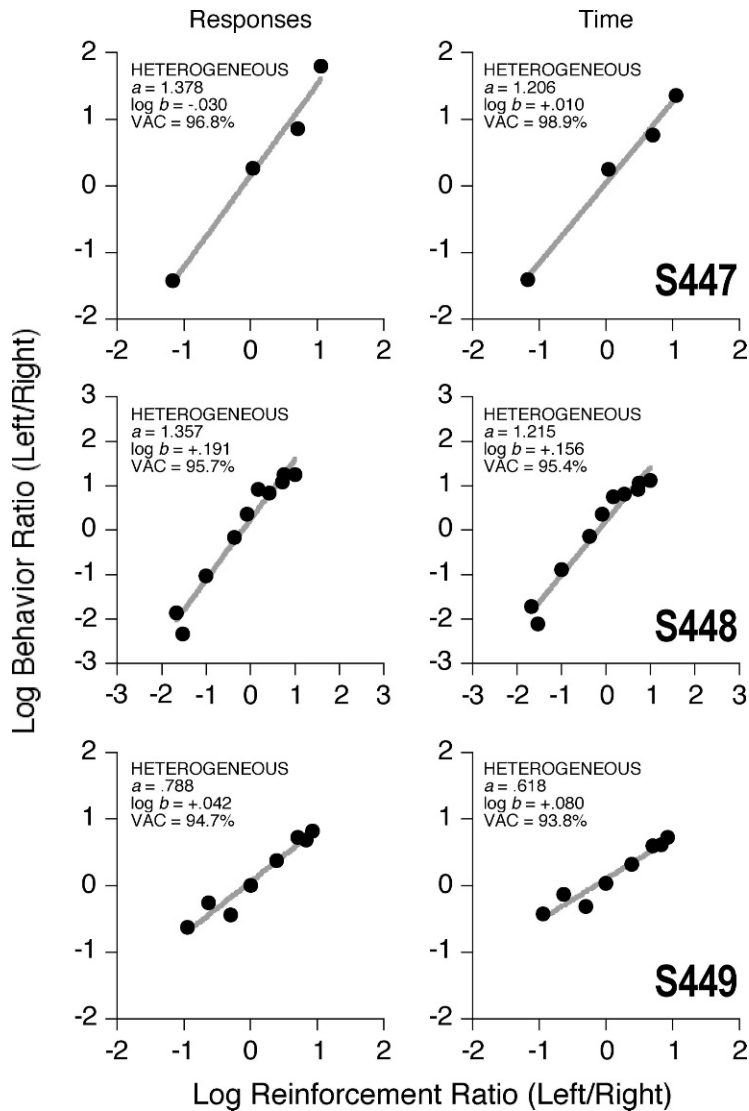 Responses
Time
HETEROGENEOUS
a = 1.378
log b = -.030
VAC = 96.8%
2
1
0
-1
-2
-2 -1 0 1 2
HETEROGENEOUS
a = 1.206
log b = +.010
VAC = 98.9%
2
1
0
-1
-2
-2 -1 0 1 2
S447
HETEROGENEOUS
a = 1.357
log b = +.191
VAC = 95.7%
3
2
1
0
-1
-2
-3
-3 -2 -1 0 1 2 3
HETEROGENEOUS
a = 1.215
log b = +.156
VAC = 95.4%
3
2
1
0
-1
-2
-3
-3 -2 -1 0 1 2 3
S448
HETEROGENEOUS
a = .788
log b = +.042
VAC = 94.7%
2
1
0
-1
-2
-2 -1 0 1 2
HETEROGENEOUS
a = .618
log b = +.080
VAC = 93.8%
2
1
0
-1
-2
-2 -1 0 1 2
S449
Log Behavior Ratio (Left/Right)
Log Reinforcement Ratio (Left/Right)